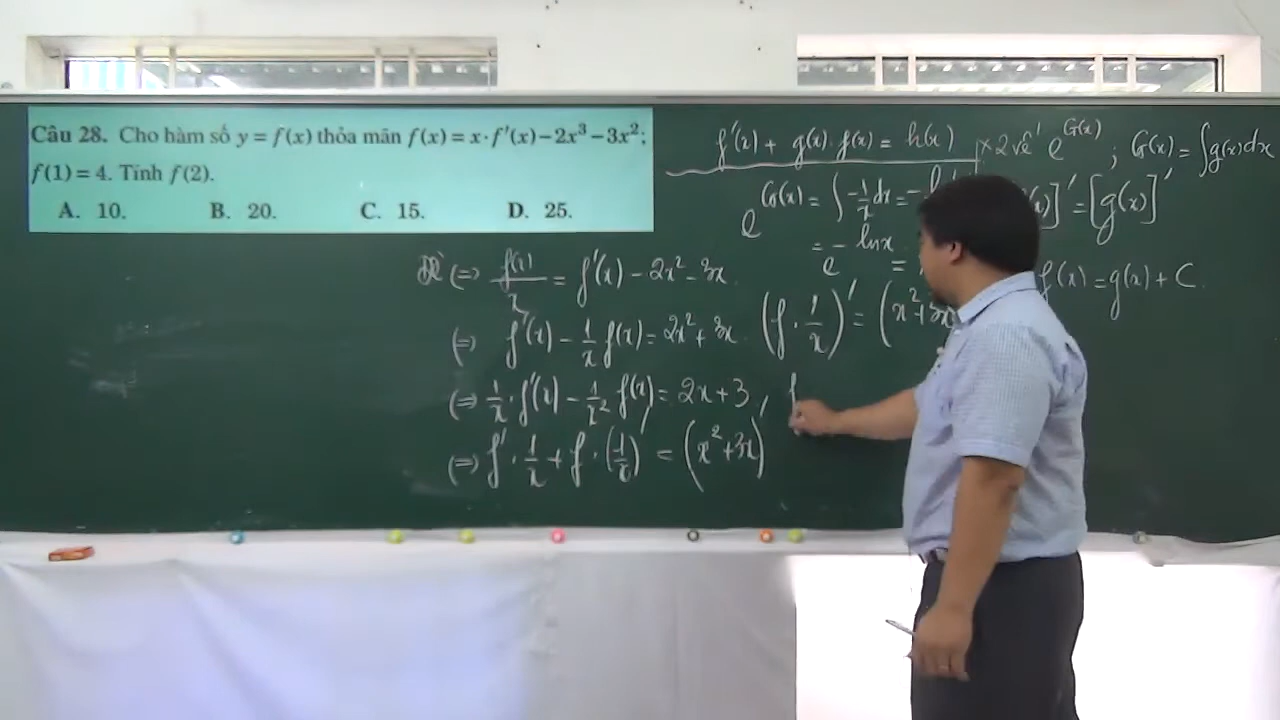 Câu 28. Cho hàm số y = f(x) thỏa mãn f(x) = x·f'(x) − 2x³ − 3x²;
f(1) = 4. Tính f(2).
A. 10. B. 20. C. 15. D. 25.
(=) f(x)/x = f'(x) − 2x² − 3x.
(=) f'(x) − 1/x f(x) = 2x² + 3x.
(=) 1/x · f'(x) − 1/x² f(x) = 2x + 3
(=) f' · 1/x + f · (1/x)' = (x² + 3x)'
f'(x) + g(x) · f(x) = h(x) × 2 vế e^G(x) ; G(x) = ∫g(x)dx
e^G(x) = ∫ −1/x dx = −
= e^−lnx =
(f · 1/x)' = (x² + 3x
f
]' = [g(x)]'
f(x) = g(x) + C